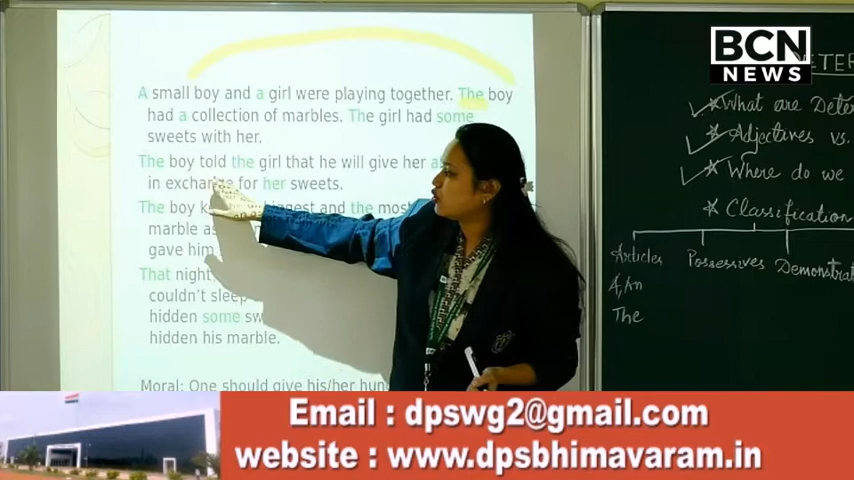 A small boy and a girl were playing together. The boy
had a collection of marbles. The girl had some
sweets with her.
The boy told the girl that he will give her
in exchange for her sweets.
The boy biggest and the
marble
gave him
That night
couldn't sleep
hidden some
hidden his marble.
Moral: One should give his/her
BCN
NEWS
What are
Adjectives vs.
Where do we
Classification
Articles Possessives
A, An
The
Email : dpswg2@gmail.com
website : www.dpsbhimavaram.in